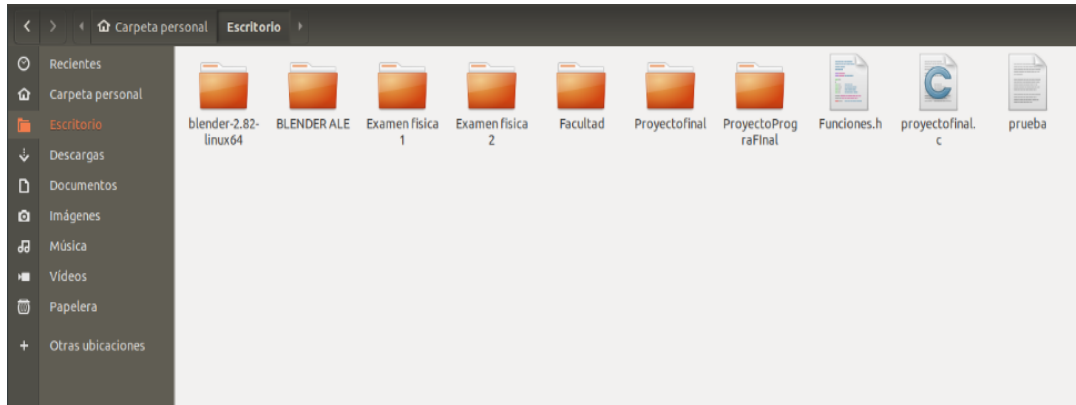 Carpeta personal Escritorio
Recientes
Carpeta personal
Escritorio
Descargas
Documentos
Imágenes
Música
Vídeos
Papelera
Otras ubicaciones
blender-2.82-
linux64
BLENDER ALE
Examen fisica
1
Examen fisica
2
Facultad
Proyectofinal
ProyectoProg
raFInal
Funciones.h
C
proyectofinal.
c
prueba